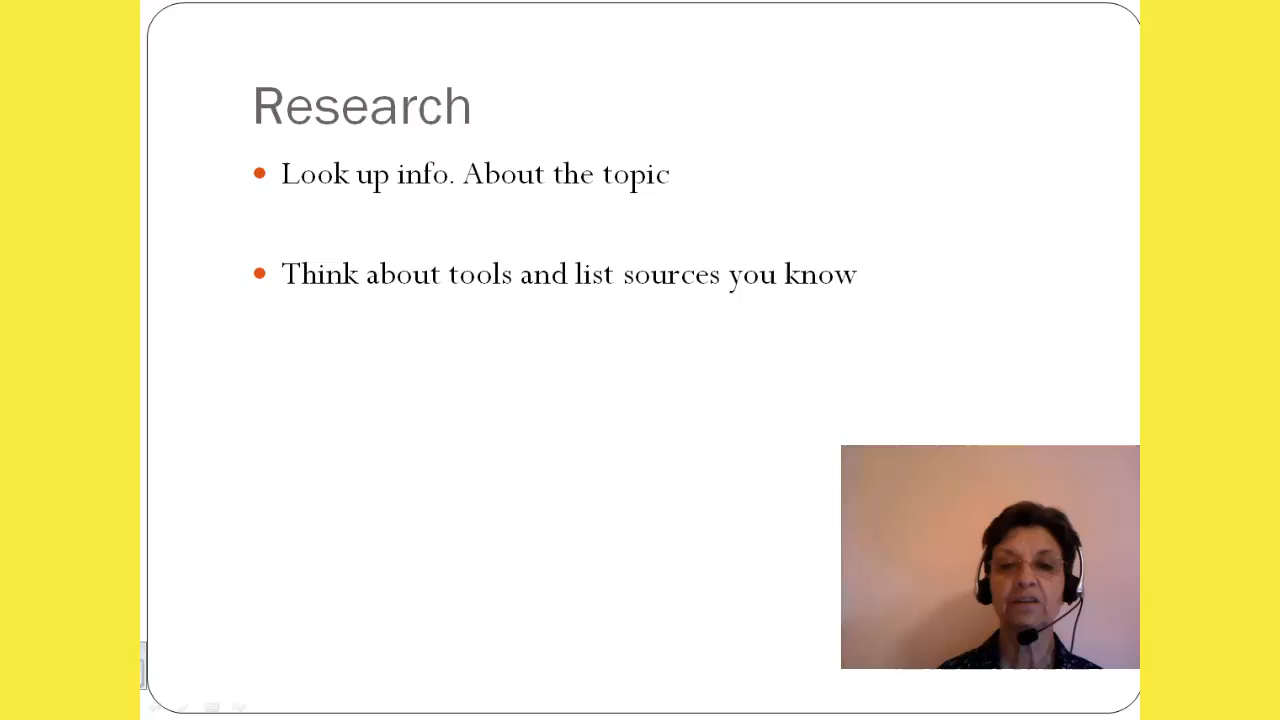 Research
Look up info. About the topic
Think about tools and list sources you know